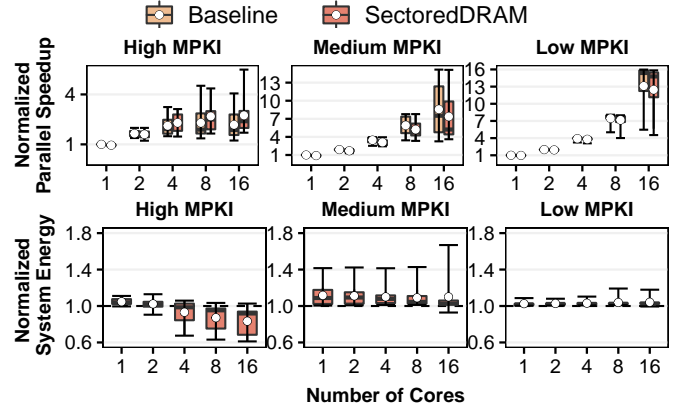 Baseline SectoredDRAM
High MPKI Medium MPKI Low MPKI
Normalized
Parallel Speedup
4
1
13
10
7
4
1
16
13
10
7
4
1
1 2 4 8 16 1 2 4 8 16 1 2 4 8 16
High MPKI Medium MPKI Low MPKI
Normalized
System Energy
1.8 1.8 1.8
1.4 1.4 1.4
1.0 1.0 1.0
0.6 0.6 0.6
1 2 4 8 16 1 2 4 8 16 1 2 4 8 16
Number of Cores